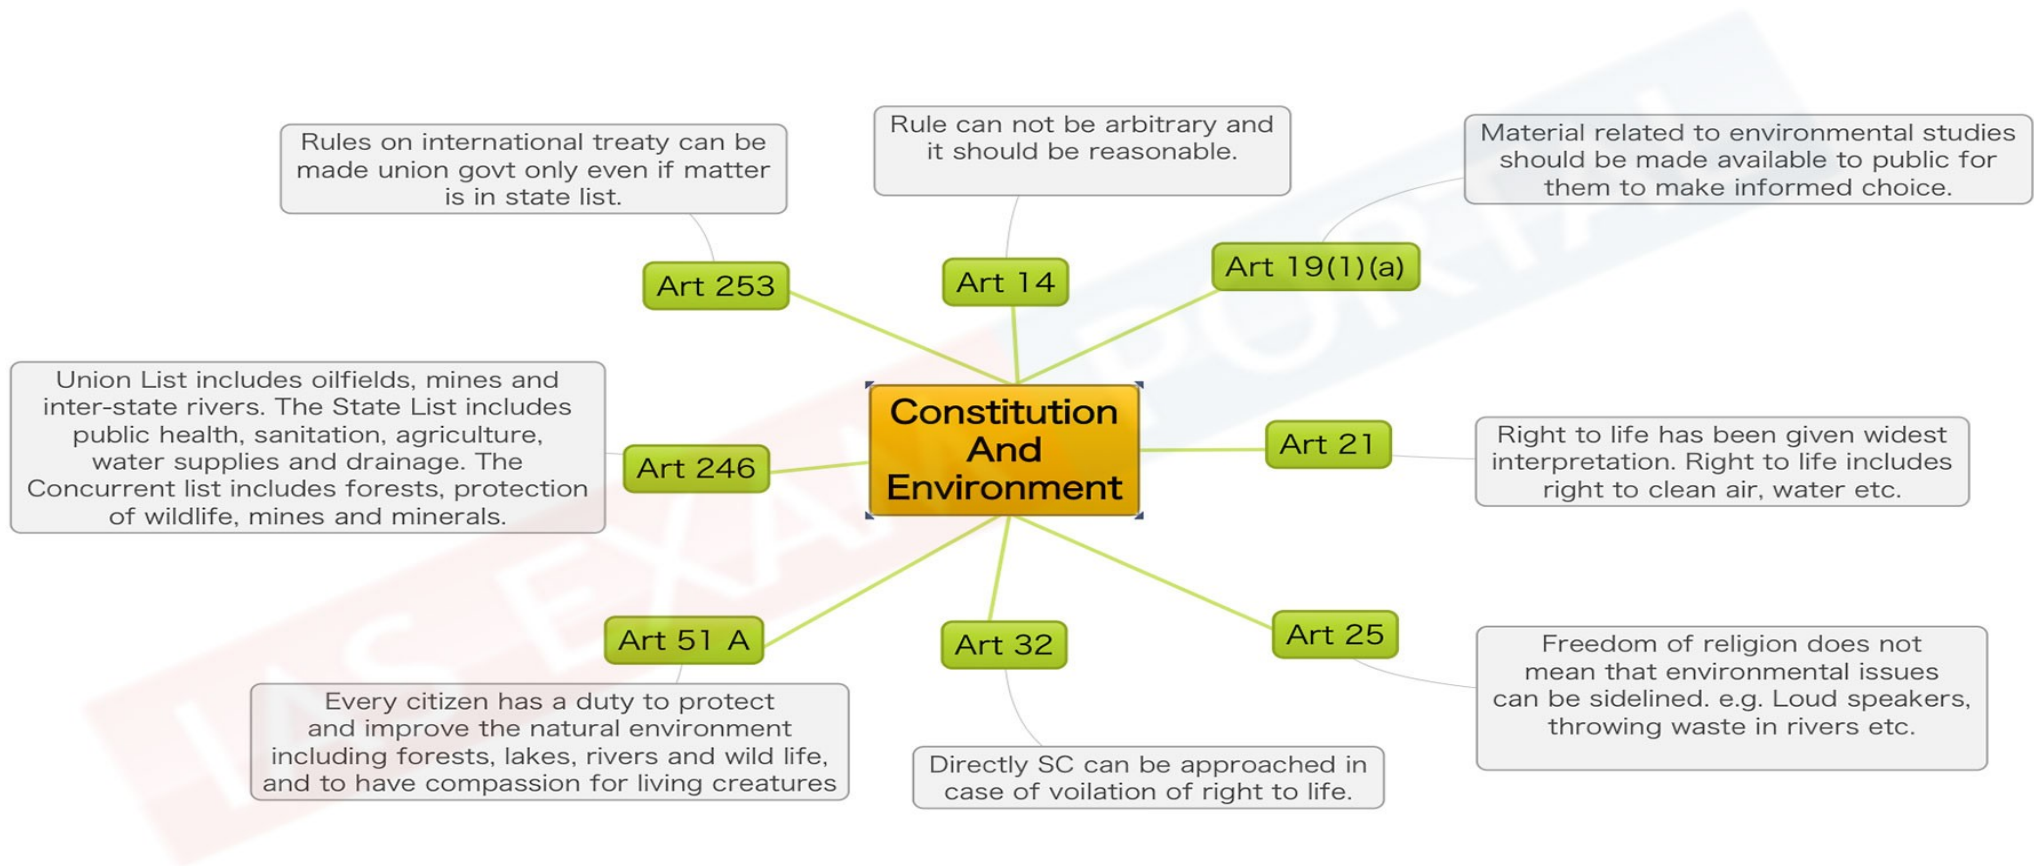 Rules on international treaty can be
made union govt only even if matter
is in state list.
Art 253
Rule can not be arbitrary and
it should be reasonable.
Art 14
Material related to environmental studies
should be made available to public for
them to make informed choice.
Art 19(1)(a)
Union List includes oilfields, mines and
inter-state rivers. The State List includes
public health, sanitation, agriculture,
water supplies and drainage. The
Concurrent list includes forests, protection
of wildlife, mines and minerals.
Art 246
Constitution
And
Environment
Art 21
Right to life has been given widest
interpretation. Right to life includes
right to clean air, water etc.
Art 51 A
Every citizen has a duty to protect
and improve the natural environment
including forests, lakes, rivers and wild life,
and to have compassion for living creatures
Art 32
Directly SC can be approached in
case of voilation of right to life.
Art 25
Freedom of religion does not
mean that environmental issues
can be sidelined. e.g. Loud speakers,
throwing waste in rivers etc.
IAS EXAM PORTAL